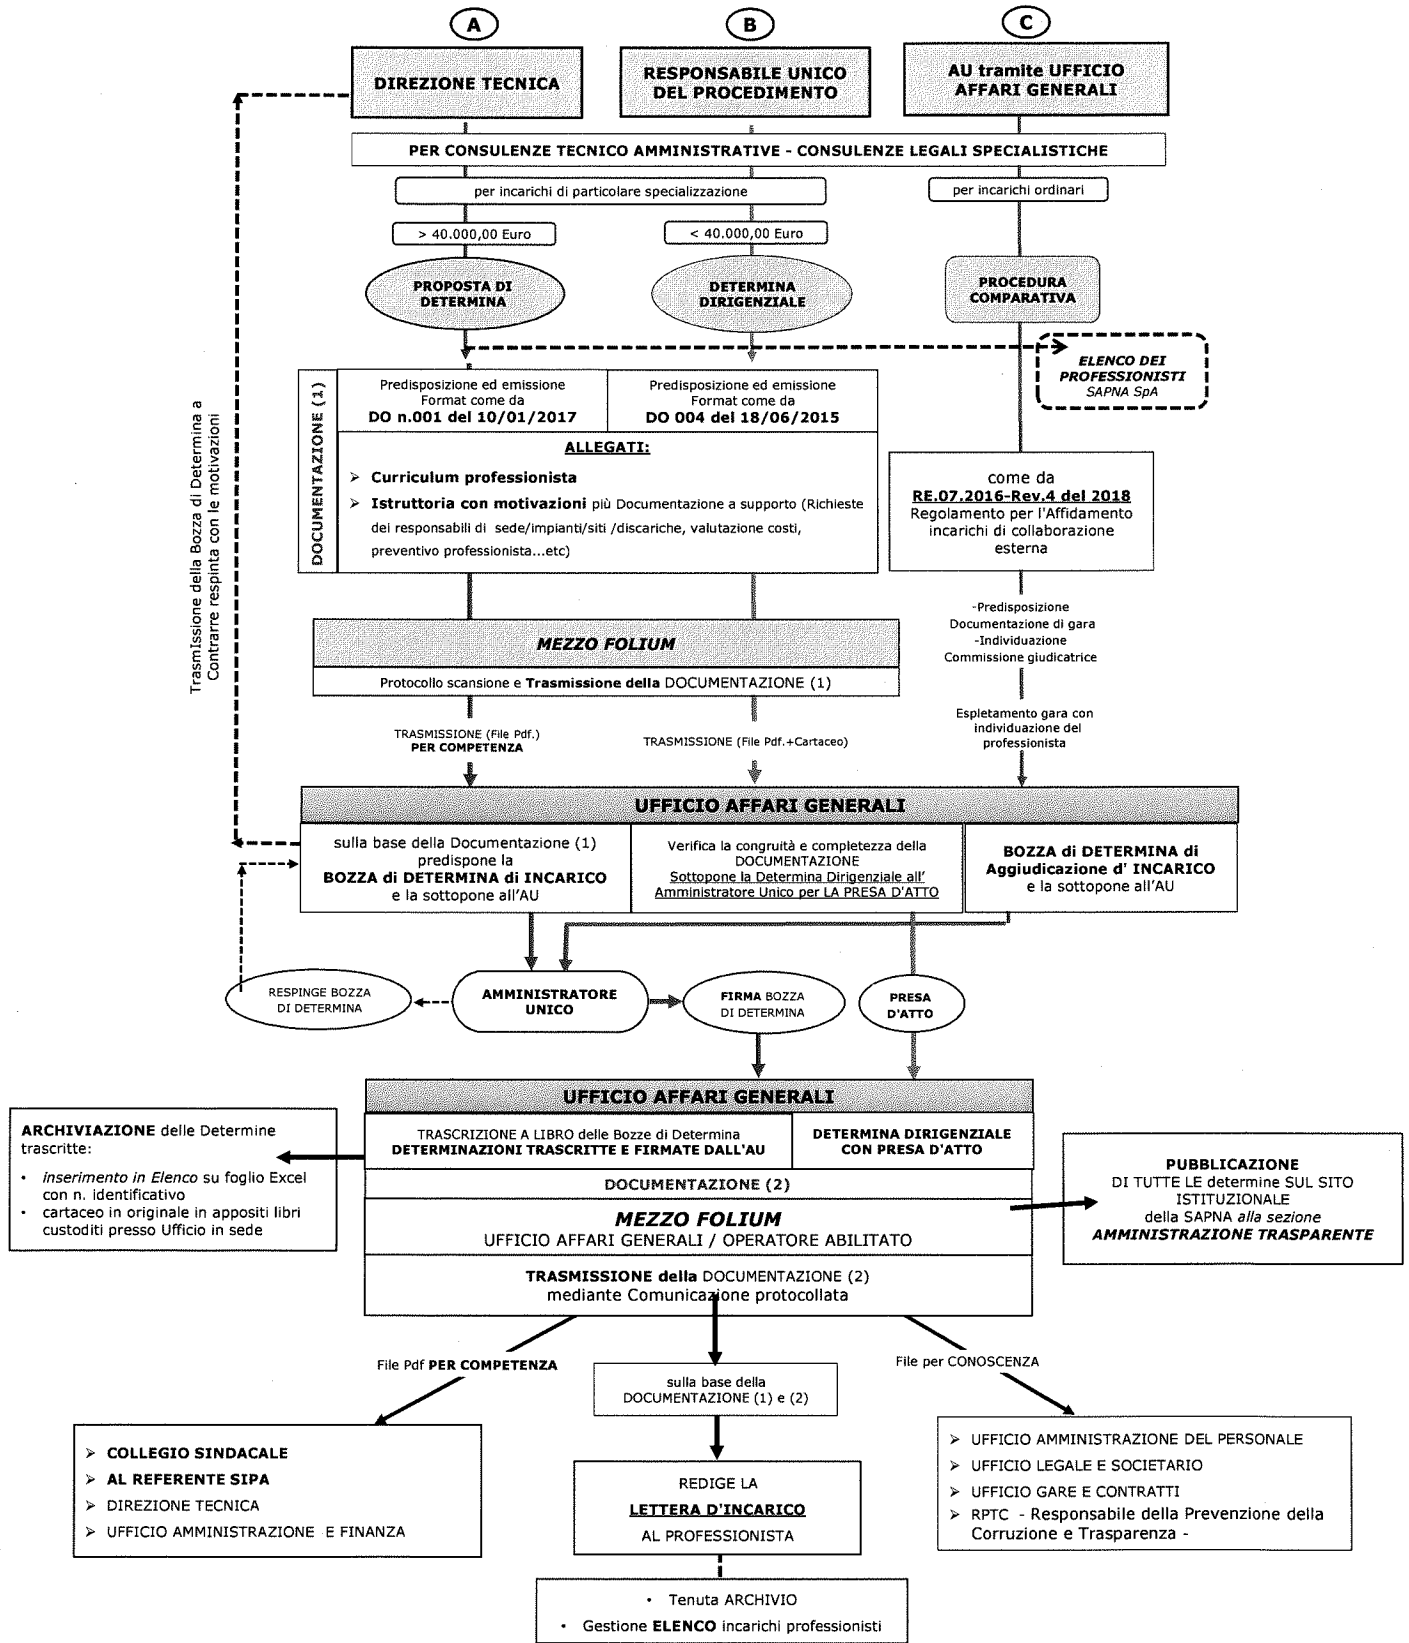 A
B
C
DIREZIONE TECNICA
RESPONSABILE UNICO
DEL PROCEDIMENTO
AU tramite UFFICIO
AFFARI GENERALI
PER CONSULENZE TECNICO AMMINISTRATIVE - CONSULENZE LEGALI SPECIALISTICHE
per incarichi di particolare specializzazione
per incarichi ordinari
> 40.000,00 Euro
< 40.000,00 Euro
PROPOSTA DI
DETERMINA
DETERMINA
DIRIGENZIALE
PROCEDURA
COMPARATIVA
ELENCO DEI
PROFESSIONISTI
SAPNA SpA
Trasmissione della Bozza di Determina a
Contrarre respinta con le motivazioni
DOCUMENTAZIONE (1)
Predisposizione ed emissione
Format come da
DO n.001 del 10/01/2017
Predisposizione ed emissione
Format come da
DO 004 del 18/06/2015
ALLEGATI:
➢ Curriculum professionista
➢ Istruttoria con motivazioni più Documentazione a supporto (Richieste
dei responsabili di sede/impianti/siti /discariche, valutazione costi,
preventivo professionista...etc)
come da
RE.07.2016-Rev.4 del 2018
Regolamento per l'Affidamento
incarichi di collaborazione
esterna
-Predisposizione
Documentazione di gara
-Individuazione
Commissione giudicatrice
MEZZO FOLIUM
Protocollo scansione e Trasmissione della DOCUMENTAZIONE (1)
TRASMISSIONE (File Pdf.)
PER COMPETENZA
TRASMISSIONE (File Pdf.+Cartaceo)
Espletamento gara con
individuazione del
professionista
UFFICIO AFFARI GENERALI
sulla base della Documentazione (1)
predispone la
BOZZA di DETERMINA di INCARICO
e la sottopone all'AU
Verifica la congruità e completezza della
DOCUMENTAZIONE
Sottopone la Determina Dirigenziale all'
Amministratore Unico per LA PRESA D'ATTO
BOZZA di DETERMINA di
Aggiudicazione d' INCARICO
e la sottopone all'AU
RESPINGE BOZZA
DI DETERMINA
AMMINISTRATORE
UNICO
FIRMA BOZZA
DI DETERMINA
PRESA
D'ATTO
UFFICIO AFFARI GENERALI
TRASCRIZIONE A LIBRO delle Bozze di Determina
DETERMINAZIONI TRASCRITTE E FIRMATE DALL'AU
DETERMINA DIRIGENZIALE
CON PRESA D'ATTO
DOCUMENTAZIONE (2)
MEZZO FOLIUM
UFFICIO AFFARI GENERALI / OPERATORE ABILITATO
TRASMISSIONE della DOCUMENTAZIONE (2)
mediante Comunicazione protocollata
ARCHIVIAZIONE delle Determine
trascritte:
• inserimento in Elenco su foglio Excel
con n. identificativo
• cartaceo in originale in appositi libri
custoditi presso Ufficio in sede
PUBBLICAZIONE
DI TUTTE LE determine SUL SITO
ISTITUZIONALE
della SAPNA alla sezione
AMMINISTRAZIONE TRASPARENTE
File Pdf PER COMPETENZA
sulla base della
DOCUMENTAZIONE (1) e (2)
File per CONOSCENZA
➢ COLLEGIO SINDACALE
➢ AL REFERENTE SIPA
➢ DIREZIONE TECNICA
➢ UFFICIO AMMINISTRAZIONE E FINANZA
REDIGE LA
LETTERA D'INCARICO
AL PROFESSIONISTA
➢ UFFICIO AMMINISTRAZIONE DEL PERSONALE
➢ UFFICIO LEGALE E SOCIETARIO
➢ UFFICIO GARE E CONTRATTI
➢ RPTC - Responsabile della Prevenzione della
Corruzione e Trasparenza -
• Tenuta ARCHIVIO
• Gestione ELENCO incarichi professionisti